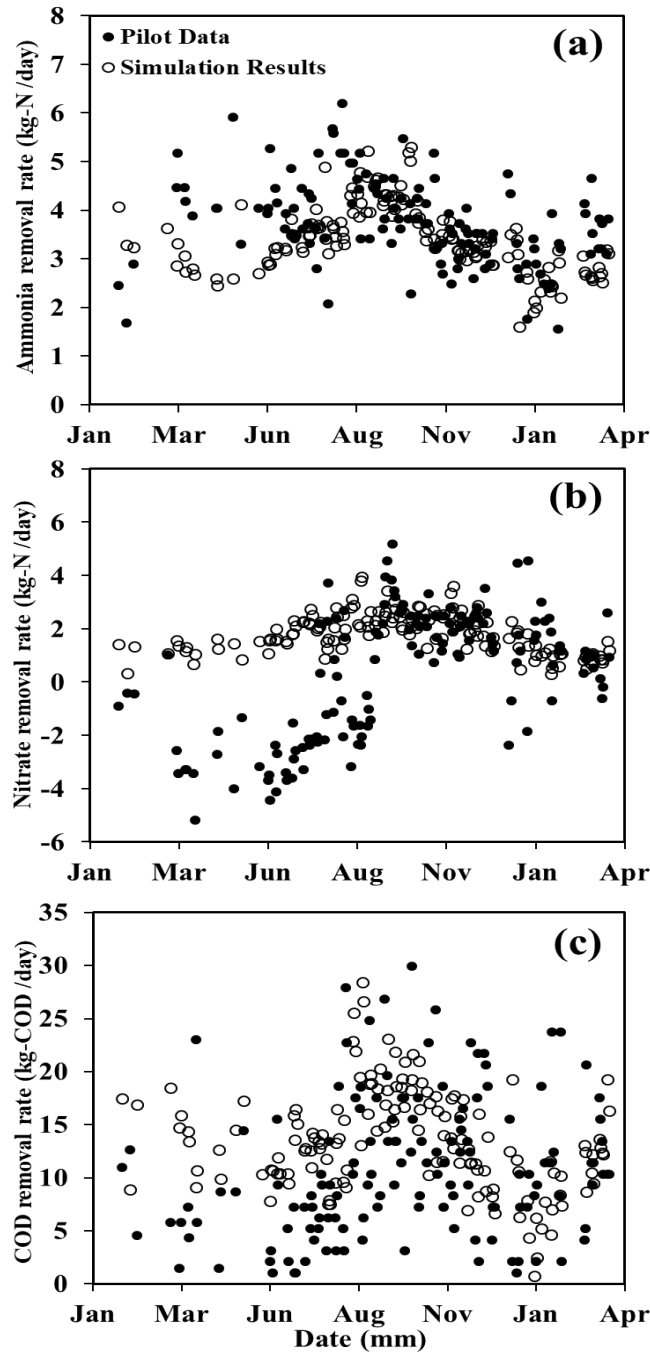 (a)
Pilot Data
Simulation Results
Ammonia removal rate (kg-N /day)
8
7
6
5
4
3
2
1
0
Jan Mar Jun Aug Nov Jan Apr
(b)
Nitrate removal rate (kg-N /day)
8
6
4
2
0
-2
-4
-6
Jan Mar Jun Aug Nov Jan Apr
(c)
COD removal rate (kg-COD /day)
35
30
25
20
15
10
5
0
Jan Mar Jun Aug Nov Jan Apr
Date (mm)